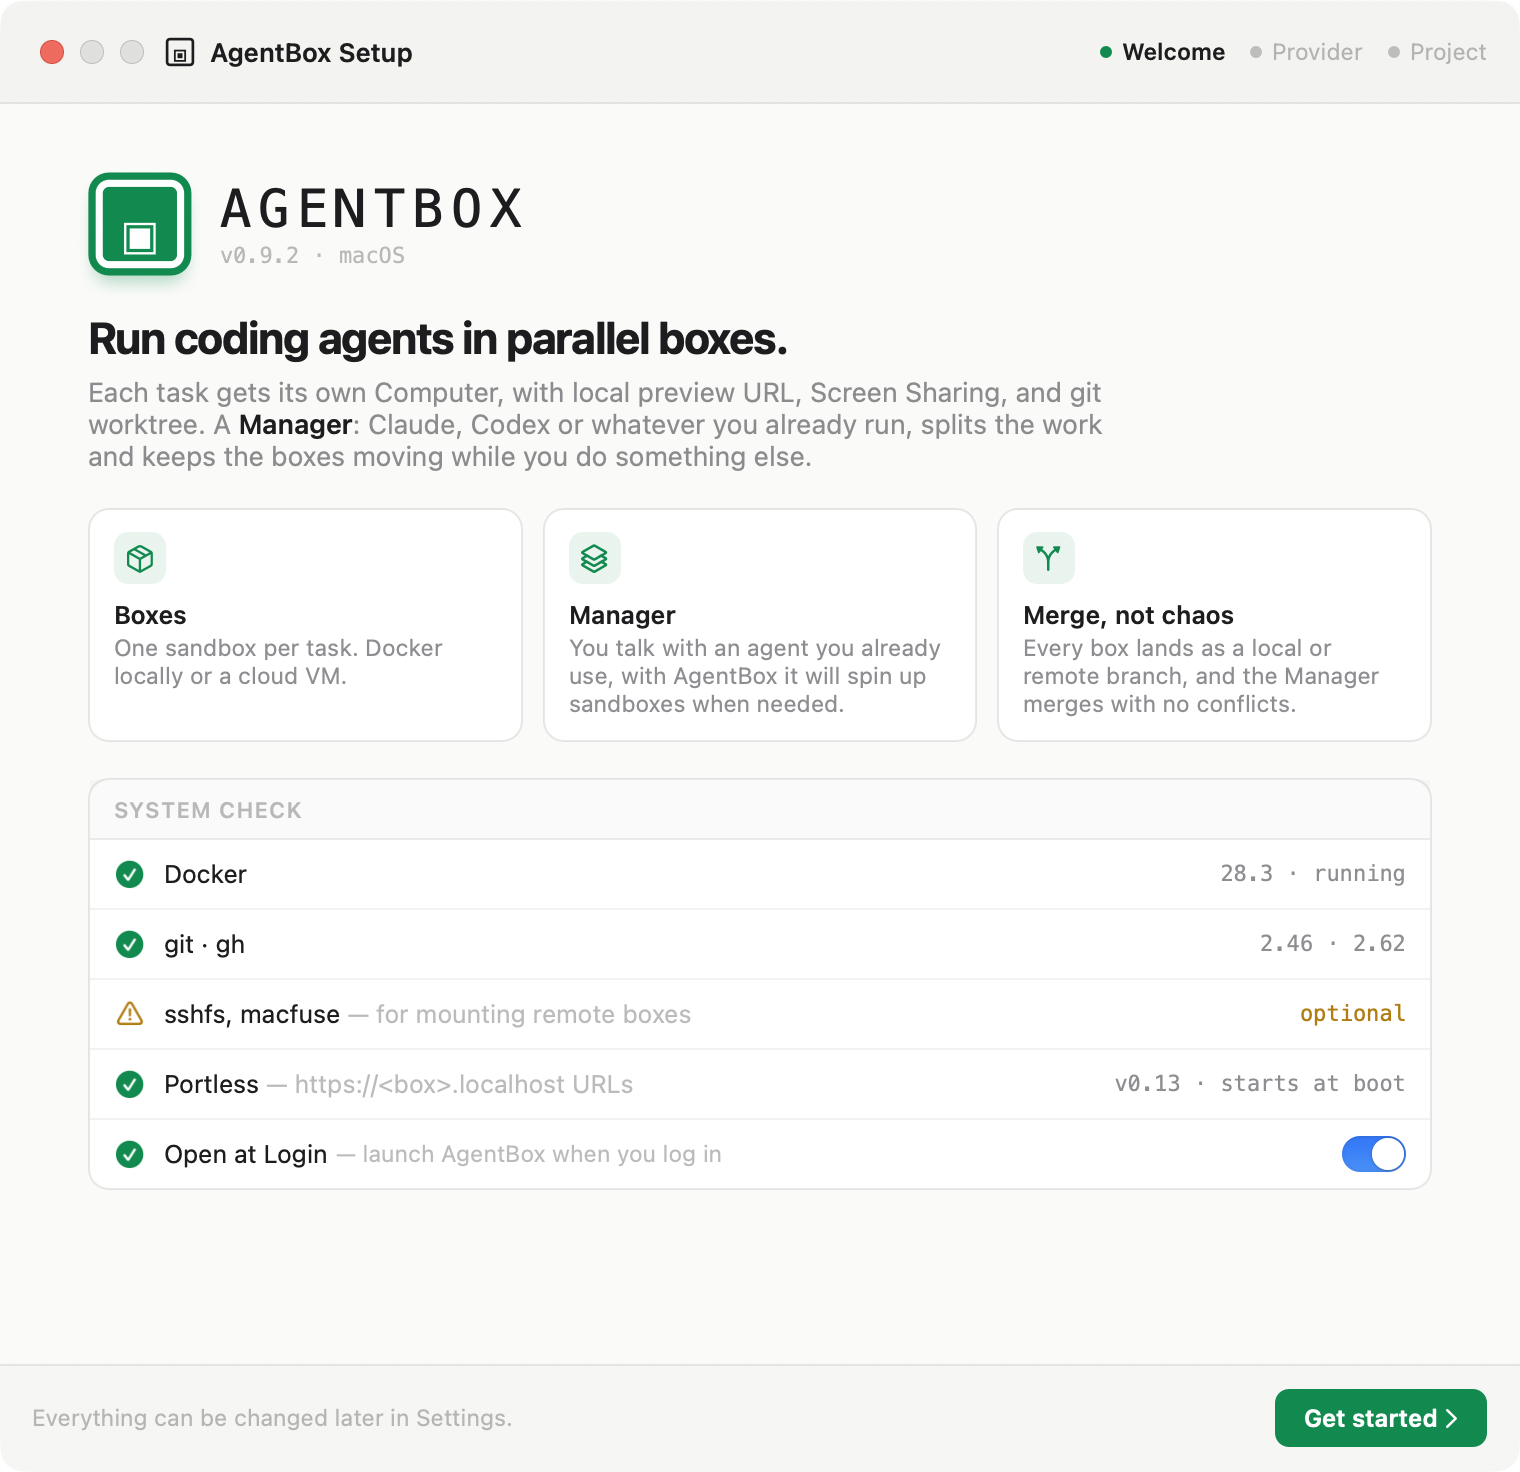 AgentBox Setup
Welcome
Provider
Project
AGENTBOX
v0.9.2 · macOS
Run coding agents in parallel boxes.
Each task gets its own Computer, with local preview URL, Screen Sharing, and git
worktree. A Manager: Claude, Codex or whatever you already run, splits the work
and keeps the boxes moving while you do something else.
Boxes
One sandbox per task. Docker
locally or a cloud VM.
Manager
You talk with an agent you already
use, with AgentBox it will spin up
sandboxes when needed.
Merge, not chaos
Every box lands as a local or
remote branch, and the Manager
merges with no conflicts.
SYSTEM CHECK
Docker 28.3 · running
git · gh 2.46 · 2.62
sshfs, macfuse — for mounting remote boxes optional
Portless — https://<box>.localhost URLs v0.13 · starts at boot
Open at Login — launch AgentBox when you log in
Everything can be changed later in Settings.
Get started